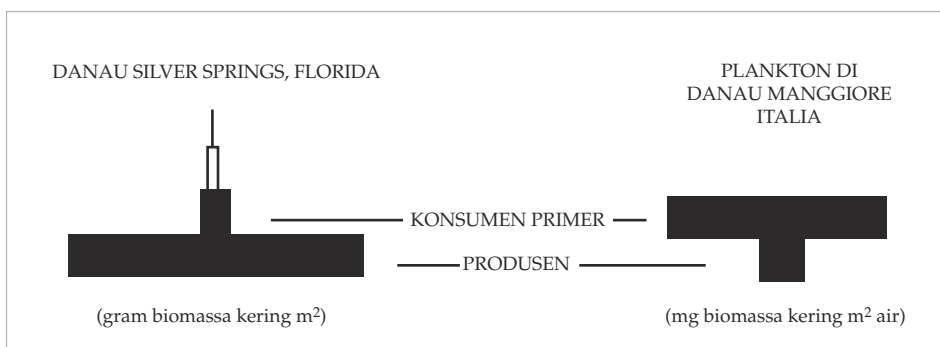 DANAU SILVER SPRINGS, FLORIDA
PLANKTON DI
DANAU MANGGIORE
ITALIA
KONSUMEN PRIMER
PRODUSEN
(gram biomassa kering m²)
(mg biomassa kering m² air)